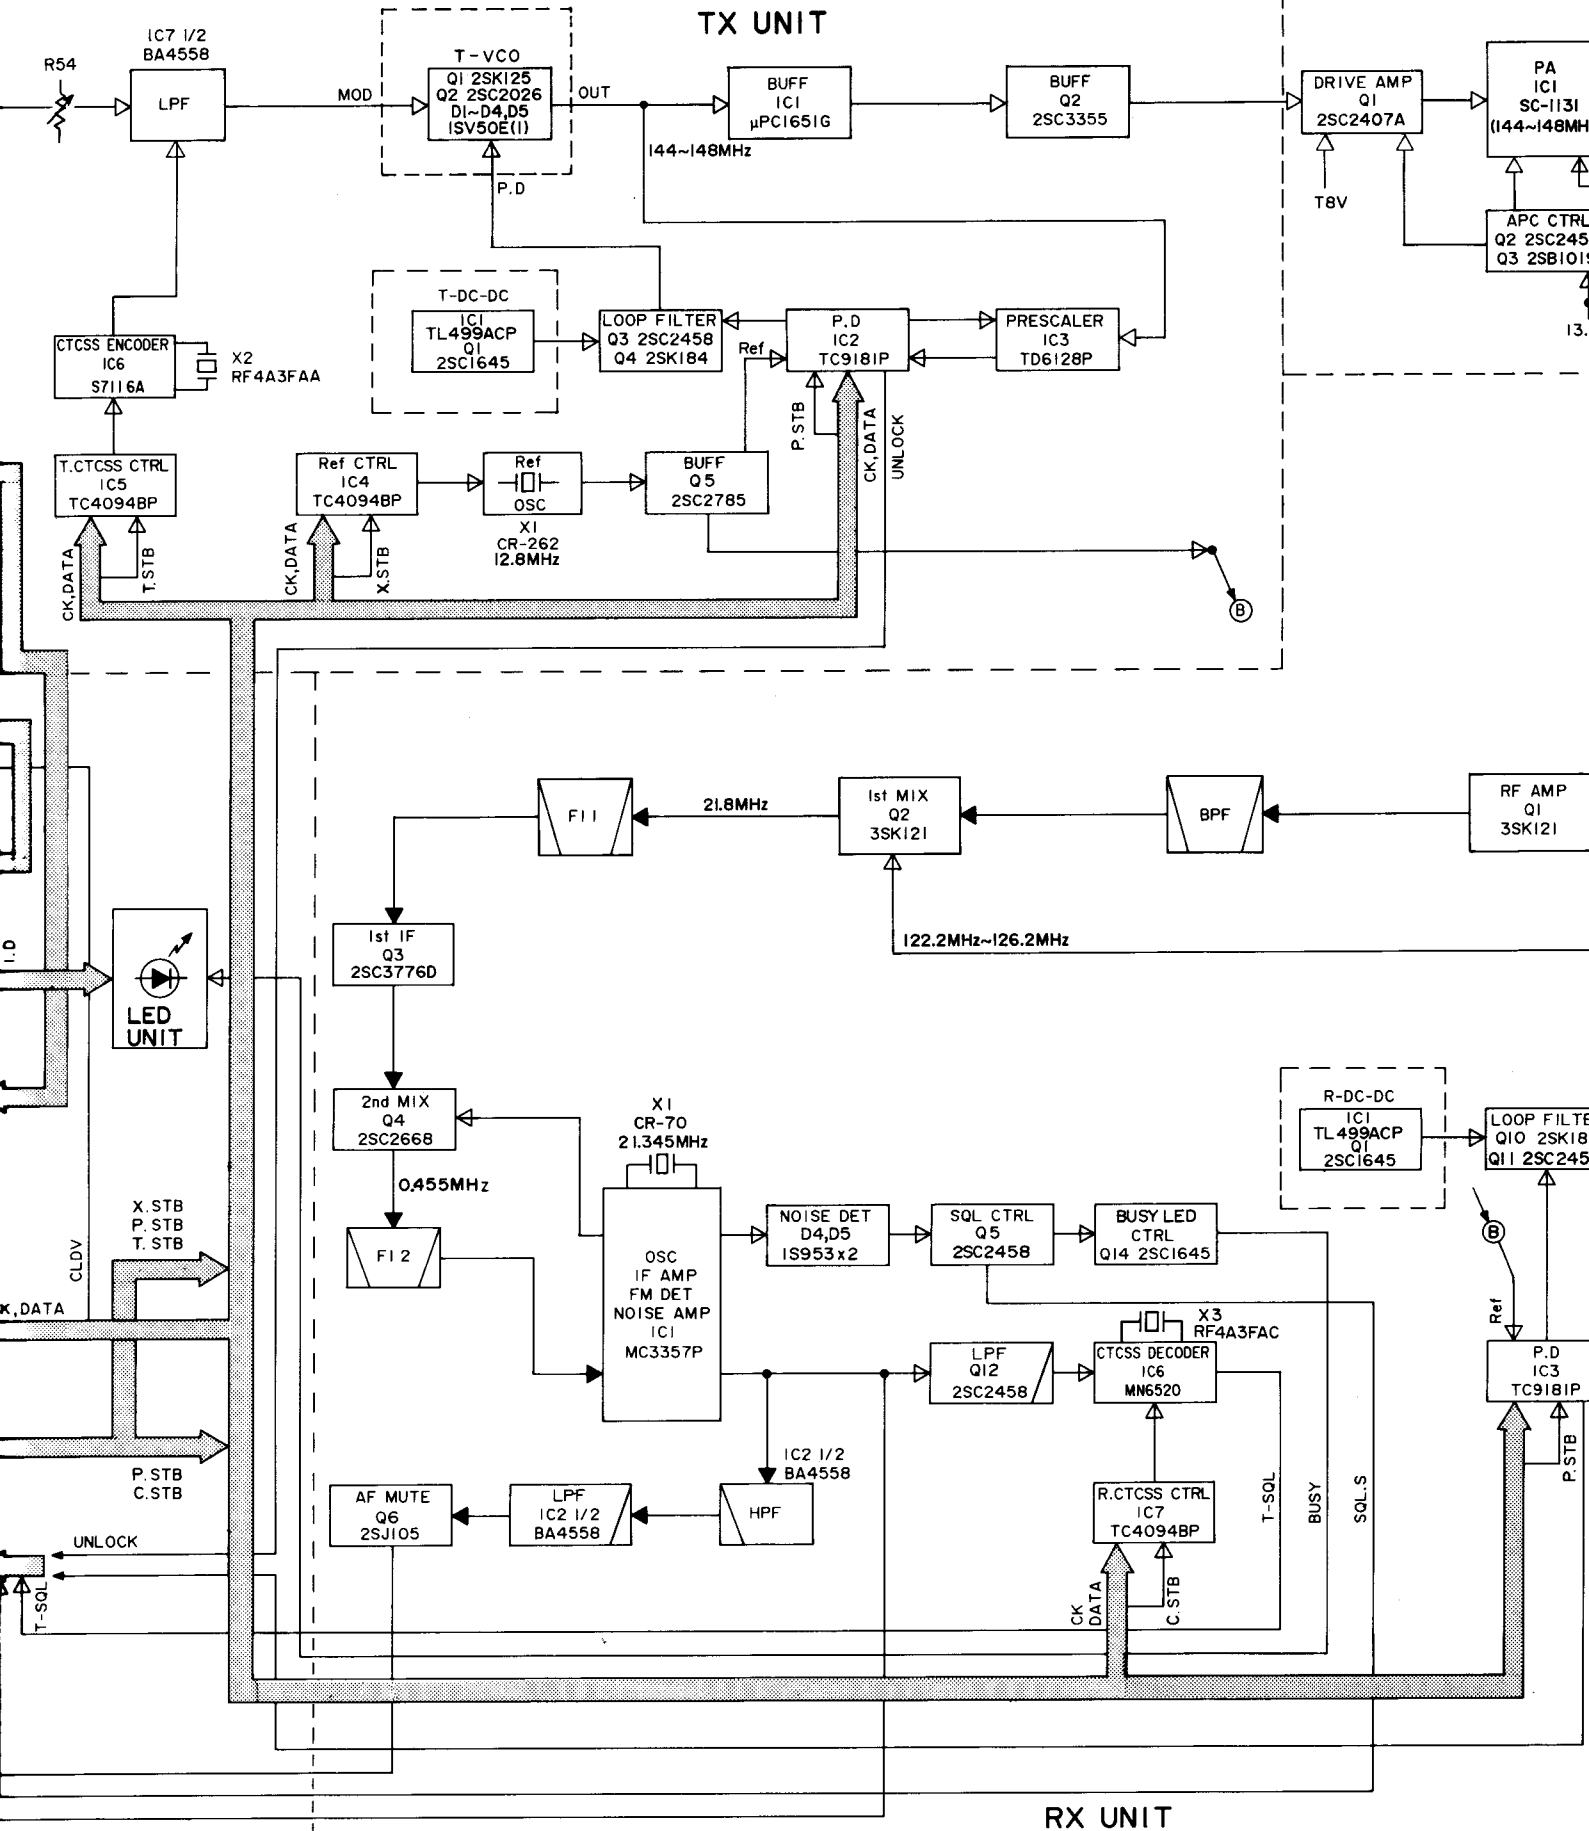 TX UNIT
IC7 1/2
BA4558
R54
LPF
MOD
T-VCO
Q1 2SK125
Q2 2SC2026
D1~D4,D5
1SV50E(1)
OUT
P.D
BUFF
IC1
μPC1651G
144~148MHz
BUFF
Q2
2SC3355
DRIVE AMP
Q1
2SC2407A
T8V
PA
IC1
SC-1131
(144~148MH
APC CTRL
Q2 2SC245
Q3 2SB1019
13.
T-DC-DC
IC1
TL499ACP
Q1
2SC1645
LOOP FILTER
Q3 2SC2458
Q4 2SK184
Ref
P.D
IC2
TC9181P
PRESCALER
IC3
TD6128P
CTCSS ENCODER
IC6
S7116A
X2
RF4A3FAA
T.CTCSS CTRL
IC5
TC4094BP
CK,DATA
T.STB
Ref CTRL
IC4
TC4094BP
CK,DATA
X.STB
Ref
OSC
X1
CR-262
12.8MHz
BUFF
Q5
2SC2785
P.STB
CK,DATA
UNLOCK
B
F11
21.8MHz
1st MIX
Q2
3SK121
BPF
RF AMP
Q1
3SK121
122.2MHz~126.2MHz
1st IF
Q3
2SC3776D
I.D
LED
UNIT
2nd MIX
Q4
2SC2668
0.455MHz
F12
X1
CR-70
21.345MHz
OSC
IF AMP
FM DET
NOISE AMP
IC1
MC3357P
NOISE DET
D4,D5
1S953x2
SQL CTRL
Q5
2SC2458
BUSY LED
CTRL
Q14 2SC1645
R-DC-DC
IC1
TL499ACP
Q1
2SC1645
LOOP FILTE
Q10 2SK18
Q11 2SC245
B
Ref
P.D
IC3
TC9181P
P.STB
X.STB
P.STB
T.STB
CLDV
K,DATA
P.STB
C.STB
UNLOCK
T-SQL
LPF
Q12
2SC2458
X3
RF4A3FAC
CTCSS DECODER
IC6
MN6520
IC2 1/2
BA4558
HPF
LPF
IC2 1/2
BA4558
AF MUTE
Q6
2SJ105
R.CTCSS CTRL
IC7
TC4094BP
CK
DATA
C.STB
T-SQL
BUSY
SQL.S
RX UNIT